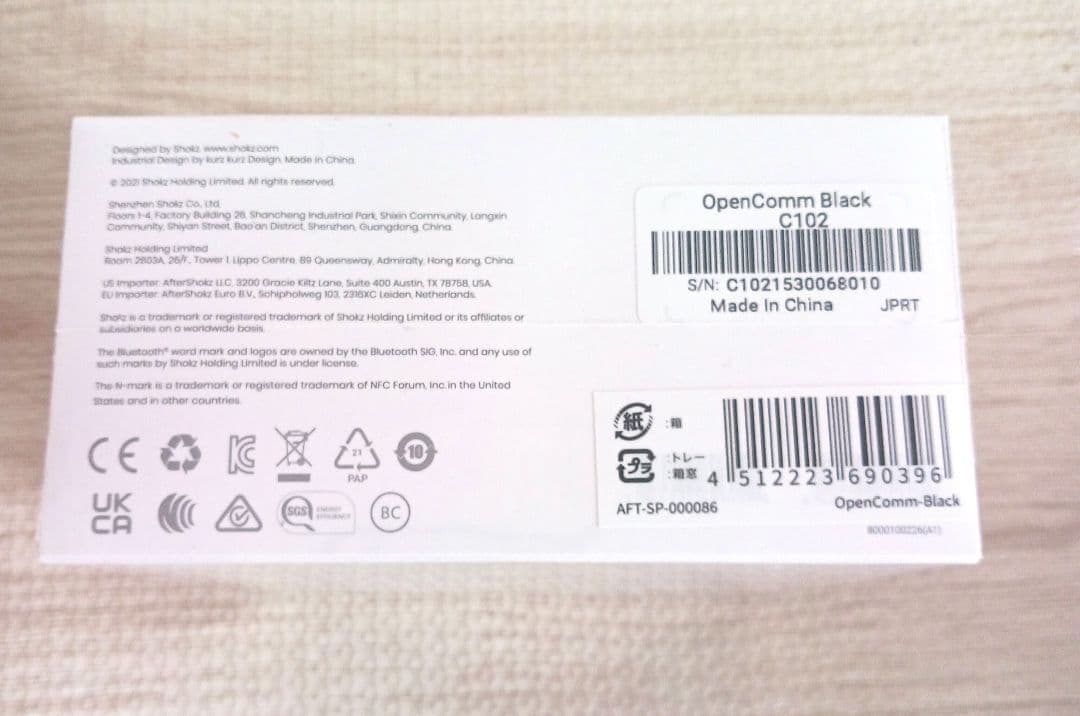 Designed by Shokz. www.shokz.com
Industrial Design by kurz kurz Design. Made in China.
© 2021 Shokz Holding Limited. All rights reserved.
Shenzhen Shokz Co., Ltd.
Floors 1-4, Factory Building 26, Shancheng Industrial Park, Shixin Community, Longxin
Community, Shiyan Street, Bao'an District, Shenzhen, Guangdong, China.
Shokz Holding Limited
Room 2603A, 26/F., Tower 1, Lippo Centre, 89 Queensway, Admiralty, Hong Kong, China.
US Importer: AfterShokz LLC, 3200 Gracie Kiltz Lane, Suite 400 Austin, TX 78758, USA.
EU Importer: AfterShokz Euro B.V., Schipholweg 103, 2316XC Leiden, Netherlands.
Shokz is a trademark or registered trademark of Shokz Holding Limited or its affiliates or
subsidiaries on a worldwide basis.
The Bluetooth® word mark and logos are owned by the Bluetooth SIG, Inc. and any use of
such marks by Shokz Holding Limited is under license.
The N-mark is a trademark or registered trademark of NFC Forum, Inc. in the United
States and in other countries.
CE
21
PAP
10
UK
CA
SGS ENERGY
EFFICIENCY
BC
OpenComm Black
C102
S/N: C1021530068010
Made In China JPRT
紙 :箱
プラ :トレー
:箱窓
4 512223 690396
AFT-SP-000086
OpenComm-Black
8000100226(A1)